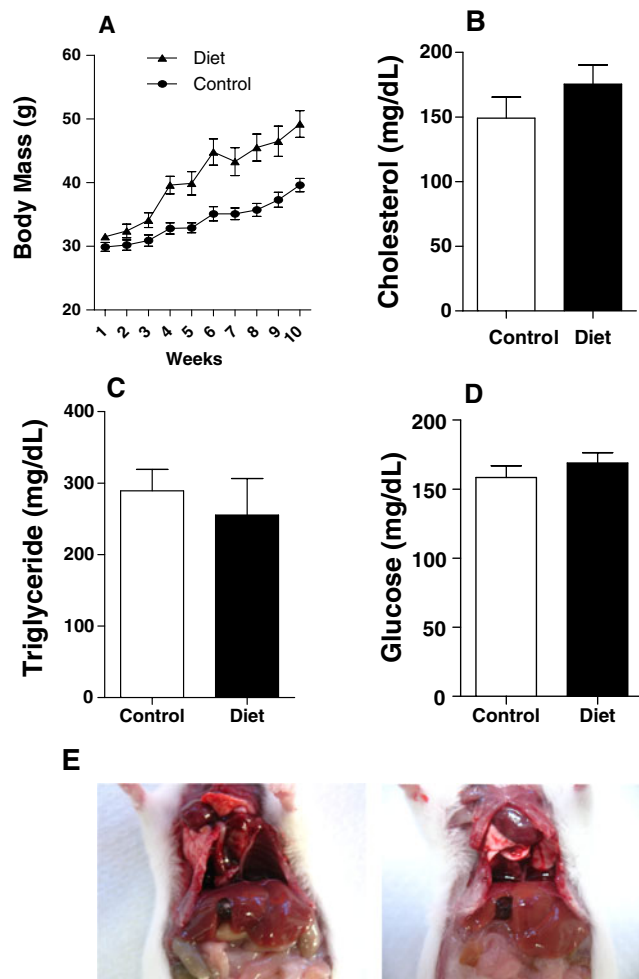 A
Diet
Control
60
50
40
30
20
Body Mass (g)
1 2 3 4 5 6 7 8 9 10
Weeks
B
200
150
100
50
0
Cholesterol (mg/dL)
Control Diet
C
400
300
200
100
0
Triglyceride (mg/dL)
Control Diet
D
200
150
100
50
0
Glucose (mg/dL)
Control Diet
E